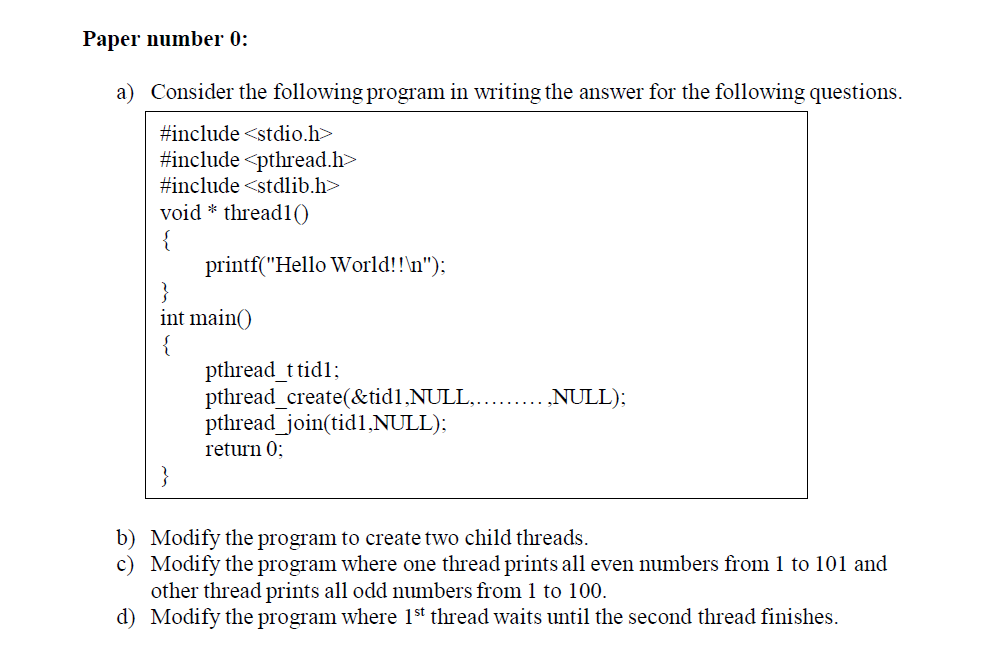 Paper number 0:
a) Consider the following program in writing the answer for the following questions.
#include <stdio.h>
#include <pthread.h>
#include <stdlib.h>
void * thread1()
{
printf("Hello World!!\n");
}
int main()
{
pthread_t tid1;
pthread_create(&tid1,NULL,......... ,NULL);
pthread_join(tid1,NULL);
return 0;
}
b) Modify the program to create two child threads.
c) Modify the program where one thread prints all even numbers from 1 to 101 and
other thread prints all odd numbers from 1 to 100.
d) Modify the program where 1st thread waits until the second thread finishes.